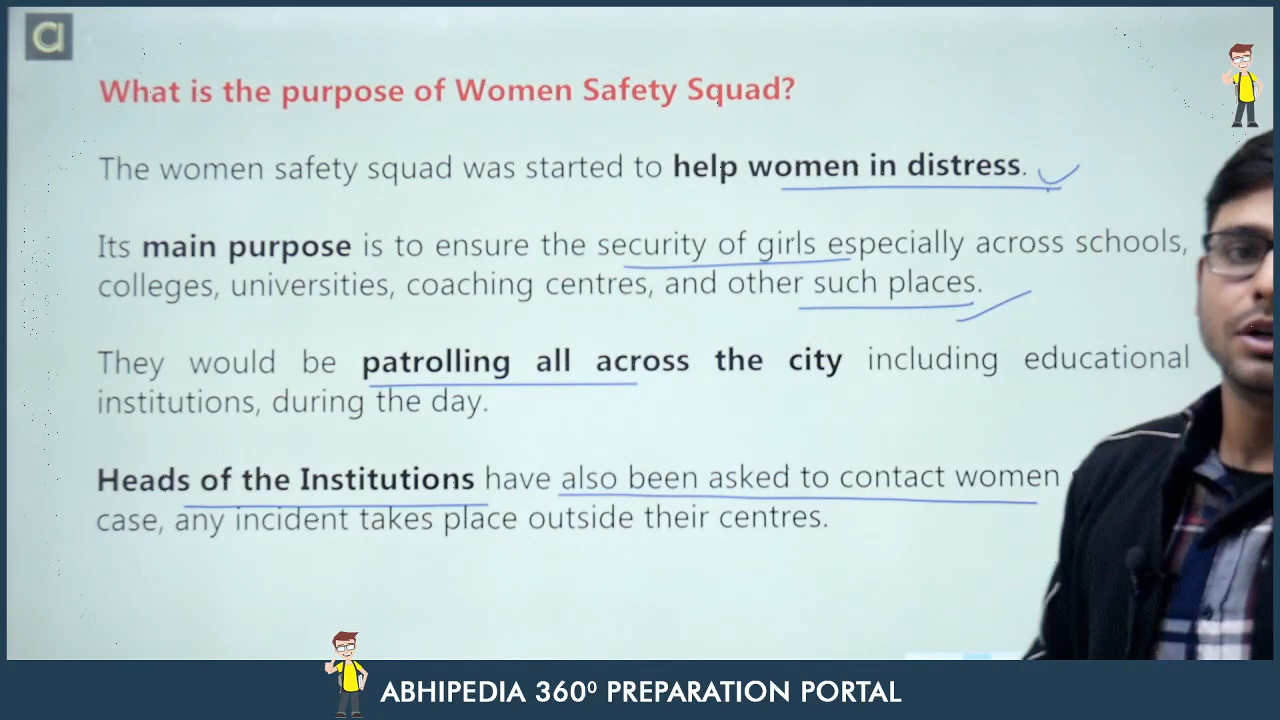 What is the purpose of Women Safety Squad?
The women safety squad was started to help women in distress.
Its main purpose is to ensure the security of girls especially across schools,
colleges, universities, coaching centres, and other such places.
They would be patrolling all across the city including educational
institutions, during the day.
Heads of the Institutions have also been asked to contact women
case, any incident takes place outside their centres.
ABHIPEDIA 360⁰ PREPARATION PORTAL